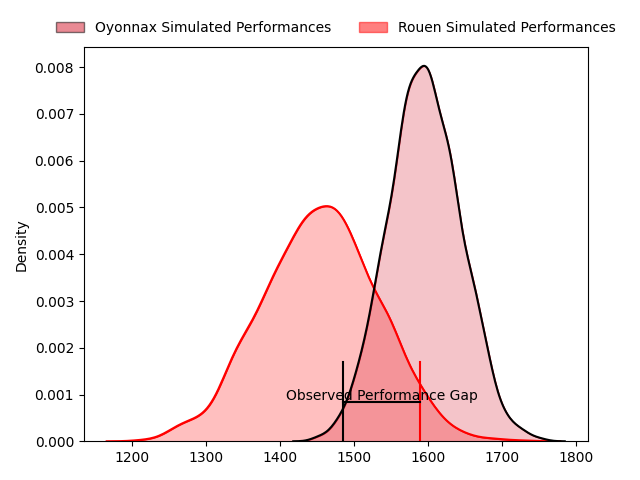 Oyonnax Simulated Performances Rouen Simulated Performances
0.008
0.007
0.006
0.005
0.004
0.003
0.002
0.001
0.000
Density
Observed Performance Gap
1200 1300 1400 1500 1600 1700 1800